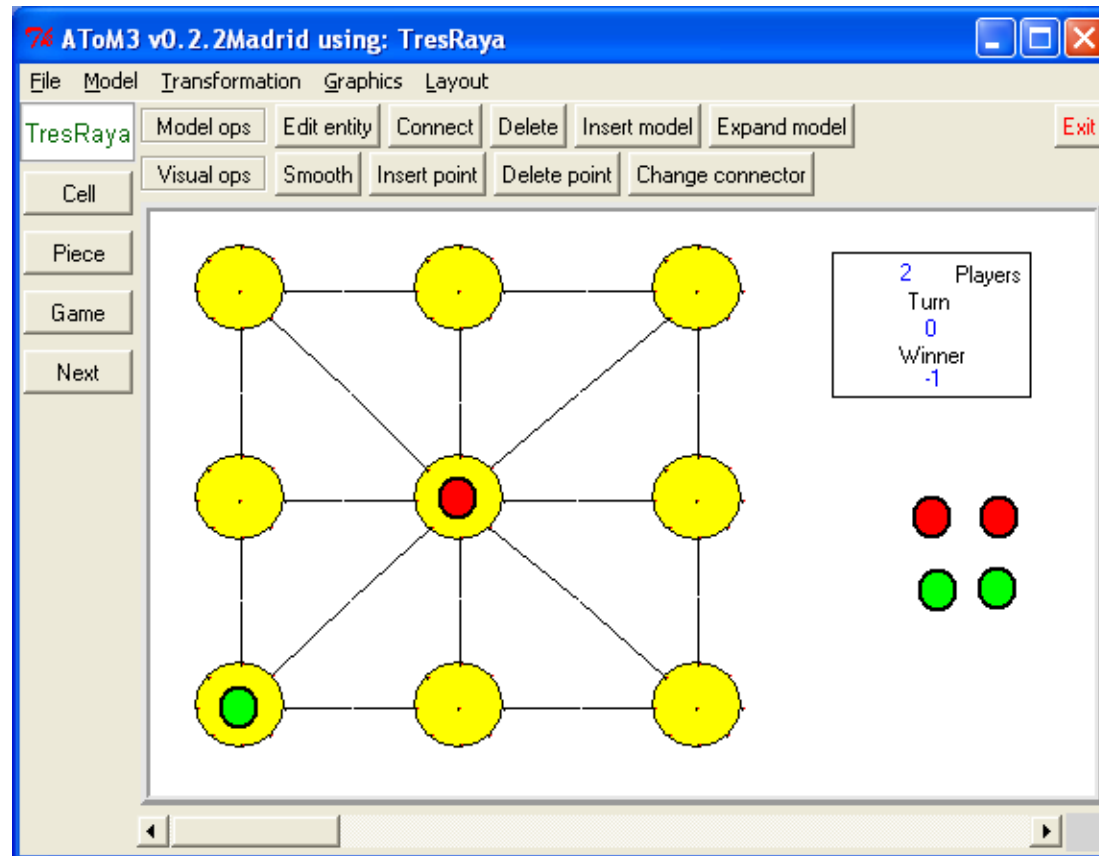 7k AToM3 v0.2.2Madrid using: TresRaya
File Model Transformation Graphics Layout
TresRaya Model ops Edit entity Connect Delete Insert model Expand model Exit
Visual ops Smooth Insert point Delete point Change connector
Cell
Piece
Game
Next
2 Players
Turn
0
Winner
-1